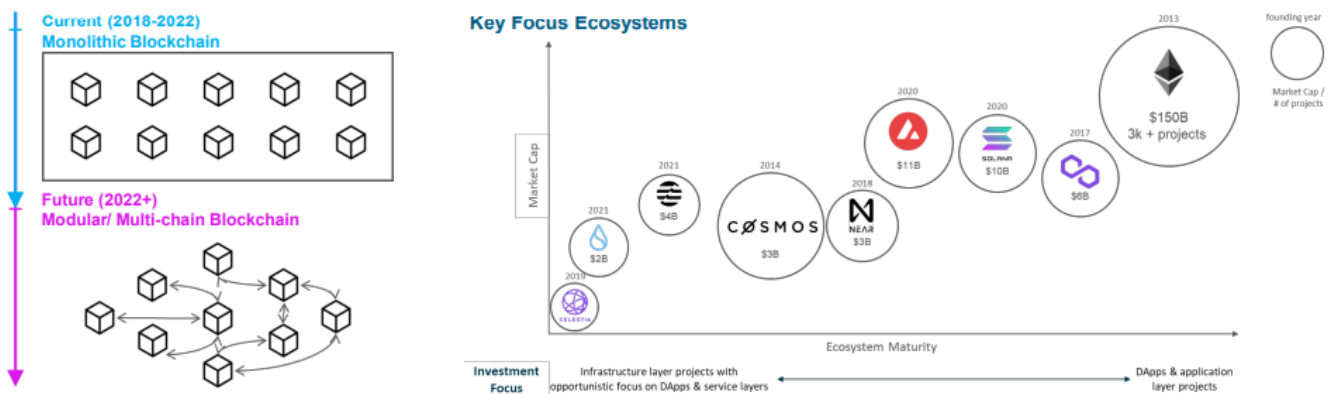 Current (2018-2022)
Monolithic Blockchain
Future (2022+)
Modular/ Multi-chain Blockchain
Key Focus Ecosystems
founding year
Market Cap /
# of projects
Market Cap
2019
CELESTIA
2021
$2B
2021
$4B
2014
CØSMOS
$3B
2018
NEAR
$3B
2020
$11B
2020
SOLANA
$10B
2017
$6B
2013
$150B
3k + projects
Ecosystem Maturity
Investment
Focus
Infrastructure layer projects with
opportunistic focus on DApps & service layers
DApps & application
layer projects